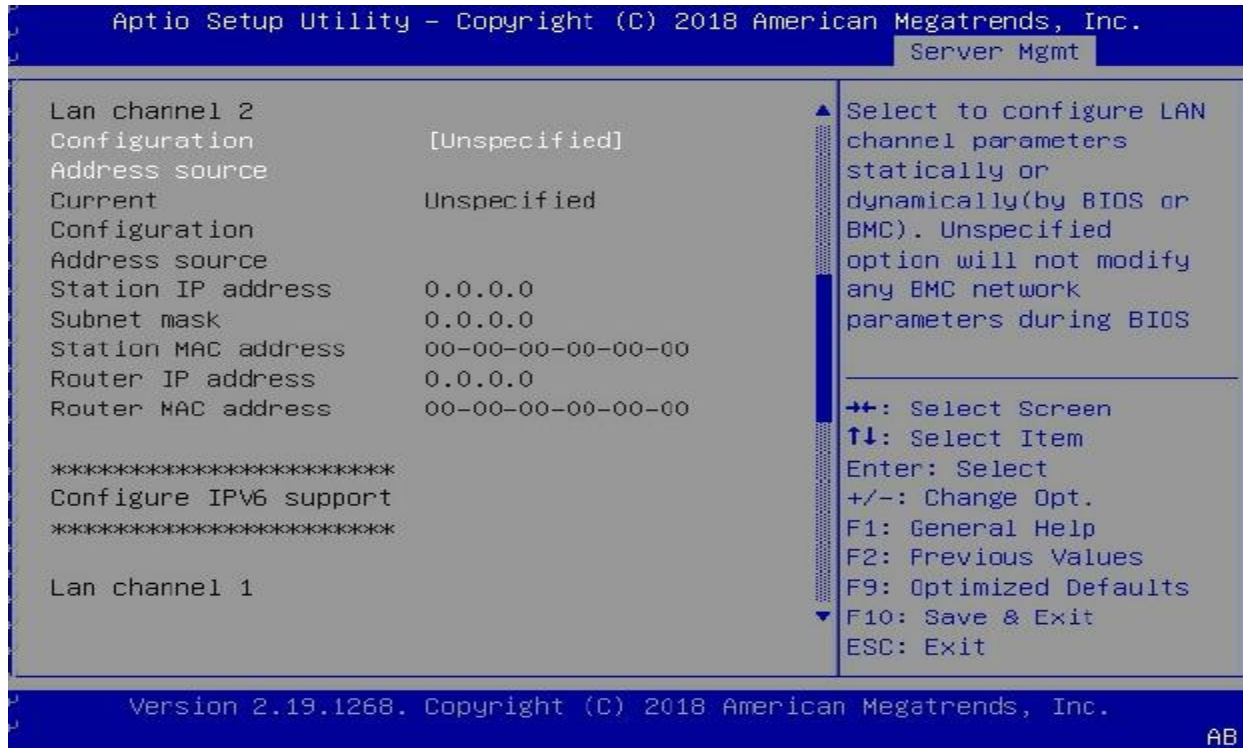 Aptio Setup Utility – Copyright (C) 2018 American Megatrends, Inc.
Server Mgmt
Lan channel 2
Configuration [Unspecified]
Address source
Current Unspecified
Configuration
Address source
Station IP address 0.0.0.0
Subnet mask 0.0.0.0
Station MAC address 00-00-00-00-00-00
Router IP address 0.0.0.0
Router MAC address 00-00-00-00-00-00
**********************
Configure IPV6 support
**********************
Lan channel 1
Select to configure LAN
channel parameters
statically or
dynamically(by BIOS or
BMC). Unspecified
option will not modify
any BMC network
parameters during BIOS
→←: Select Screen
↑↓: Select Item
Enter: Select
+/-: Change Opt.
F1: General Help
F2: Previous Values
F9: Optimized Defaults
F10: Save & Exit
ESC: Exit
Version 2.19.1268. Copyright (C) 2018 American Megatrends, Inc.
AB